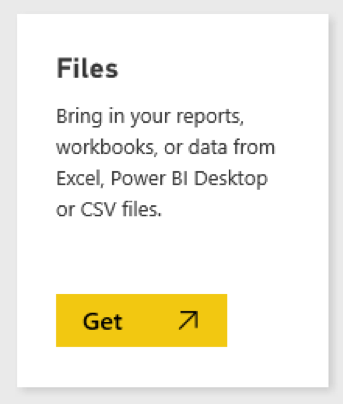 Files
Bring in your reports,
workbooks, or data from
Excel, Power BI Desktop
or CSV files.
Get